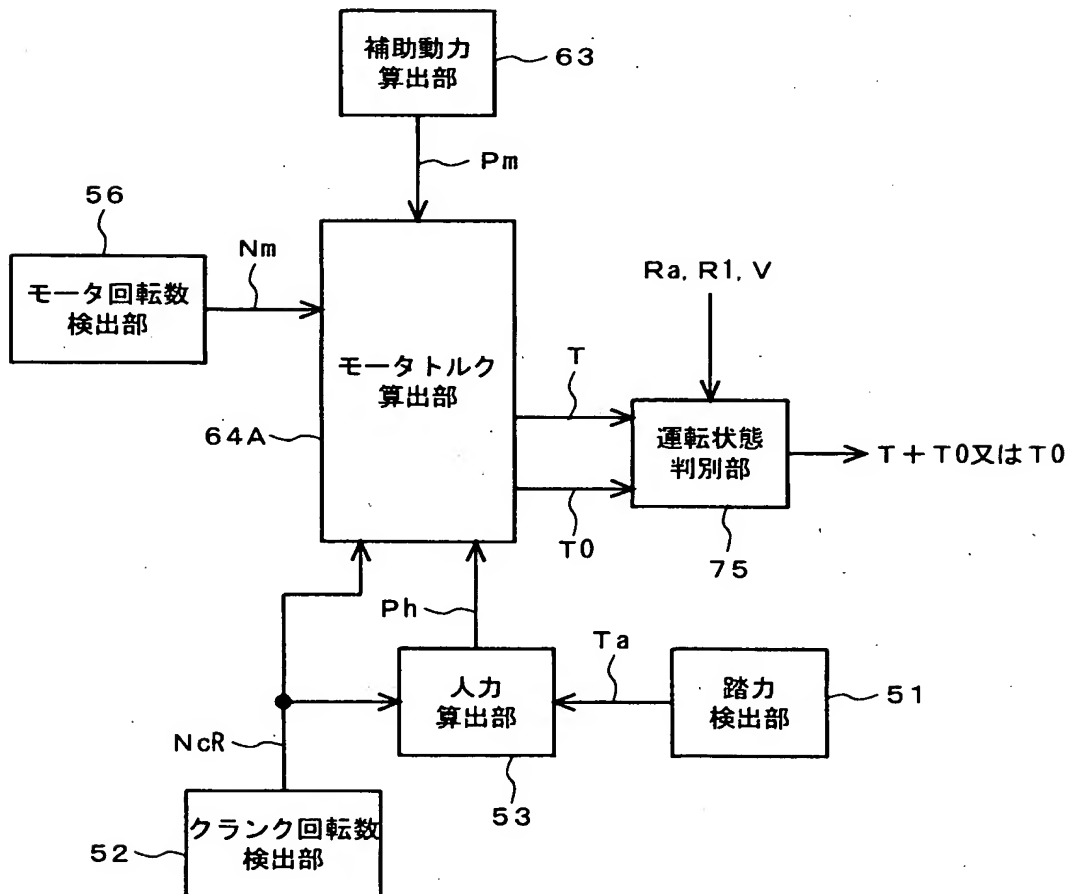 補助動力
算出部
63
Pm
56
Nm
モータ回転数
検出部
Ra, R1, V
モータトルク
算出部
T
64A
運転状態
判別部
T+T0又はT0
T0
75
Ph
Ta
人力
算出部
踏力
検出部
51
NcR
53
クランク回転数
検出部
52